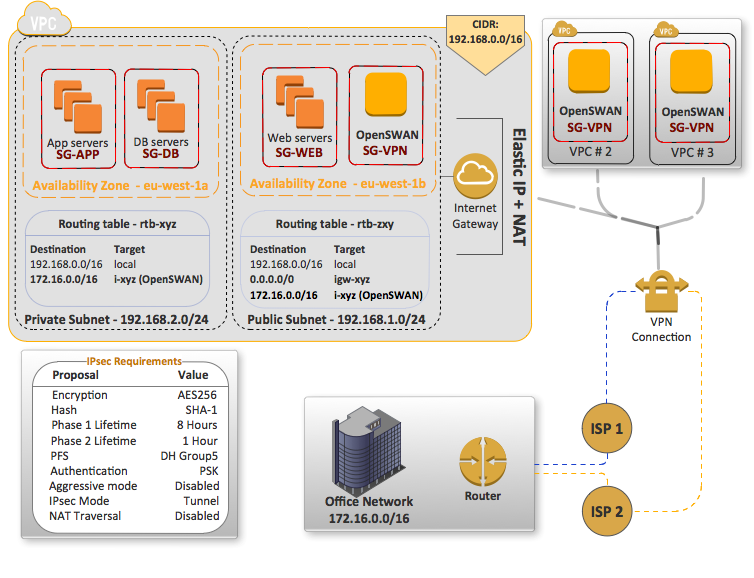 VPC
CIDR:
192.168.0.0/16
App servers
SG-APP
DB servers
SG-DB
Availability Zone - eu-west-1a
Web servers
SG-WEB
OpenSWAN
SG-VPN
Availability Zone - eu-west-1b
Internet
Gateway
Elastic IP + NAT
VPC
OpenSWAN
SG-VPN
VPC # 2
VPC
OpenSWAN
SG-VPN
VPC # 3
Routing table - rtb-xyz
Destination Target
192.168.0.0/16 local
172.16.0.0/16 i-xyz (OpenSWAN)
Private Subnet - 192.168.2.0/24
Routing table - rtb-zxy
Destination Target
192.168.0.0/16 local
0.0.0.0/0 igw-xyz
172.16.0.0/16 i-xyz (OpenSWAN)
Public Subnet - 192.168.1.0/24
VPN
Connection
IPsec Requirements
Proposal Value
Encryption AES256
Hash SHA-1
Phase 1 Lifetime 8 Hours
Phase 2 Lifetime 1 Hour
PFS DH Group5
Authentication PSK
Aggressive mode Disabled
IPsec Mode Tunnel
NAT Traversal Disabled
Office Network
172.16.0.0/16
Router
ISP 1
ISP 2